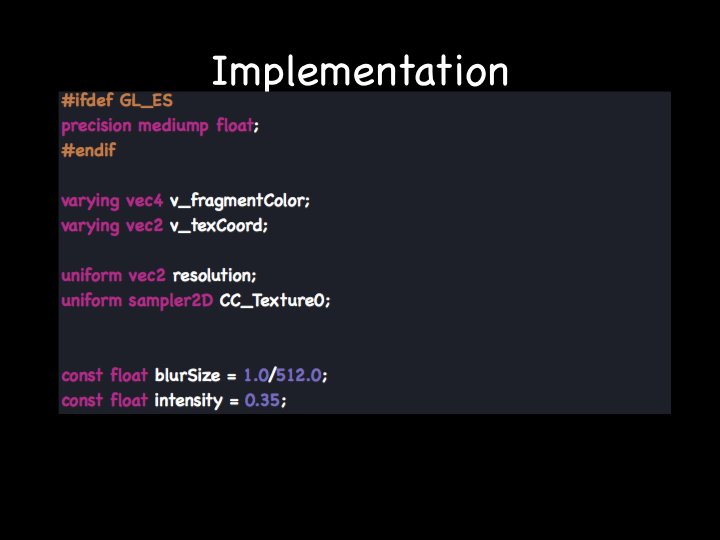 Implementation
#ifdef GL_ES
precision mediump float;
#endif
varying vec4 v_fragmentColor;
varying vec2 v_texCoord;
uniform vec2 resolution;
uniform sampler2D CC_Texture0;
const float blurSize = 1.0/512.0;
const float intensity = 0.35;